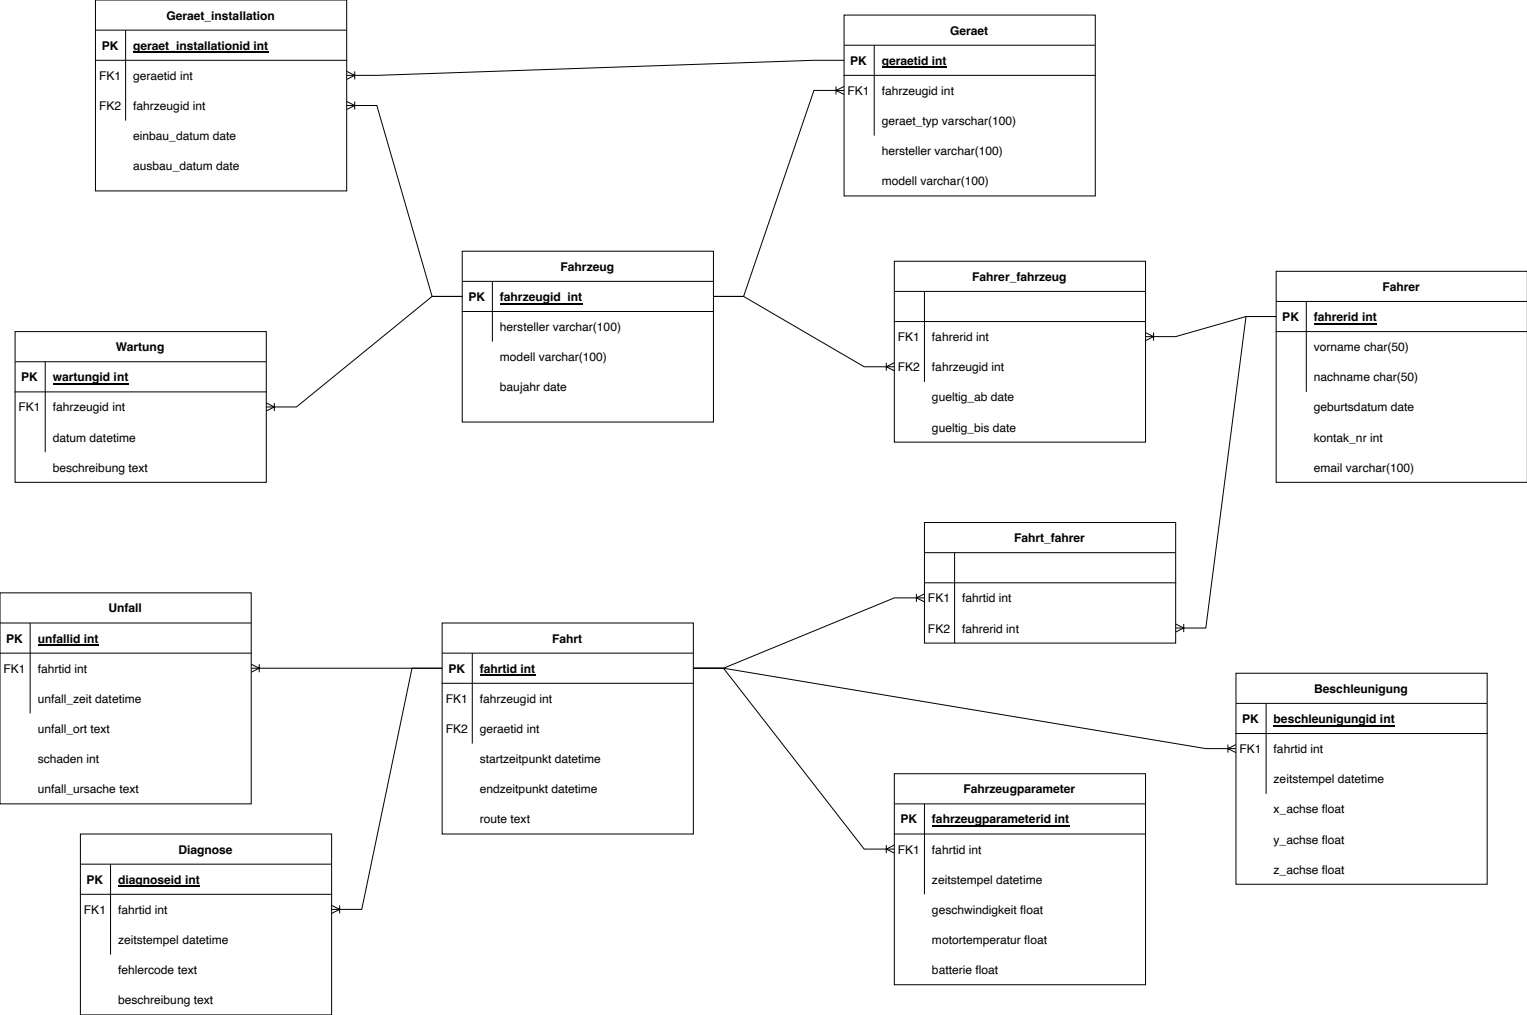 Geraet_installation
PK geraet_installationid int
FK1 geraetid int
FK2 fahrzeugid int
einbau_datum date
ausbau_datum date
Geraet
PK geraetid int
FK1 fahrzeugid int
geraet_typ varschar(100)
hersteller varchar(100)
modell varchar(100)
Fahrzeug
PK fahrzeugid int
hersteller varchar(100)
modell varchar(100)
baujahr date
Fahrer_fahrzeug
FK1 fahrerid int
FK2 fahrzeugid int
gueltig_ab date
gueltig_bis date
Fahrer
PK fahrerid int
vorname char(50)
nachname char(50)
geburtsdatum date
kontak_nr int
email varchar(100)
Wartung
PK wartungid int
FK1 fahrzeugid int
datum datetime
beschreibung text
Fahrt_fahrer
FK1 fahrtid int
FK2 fahrerid int
Unfall
PK unfallid int
FK1 fahrtid int
unfall_zeit datetime
unfall_ort text
schaden int
unfall_ursache text
Fahrt
PK fahrtid int
FK1 fahrzeugid int
FK2 geraetid int
startzeitpunkt datetime
endzeitpunkt datetime
route text
Beschleunigung
PK beschleunigungid int
FK1 fahrtid int
zeitstempel datetime
x_achse float
y_achse float
z_achse float
Fahrzeugparameter
PK fahrzeugparameterid int
FK1 fahrtid int
zeitstempel datetime
geschwindigkeit float
motortemperatur float
batterie float
Diagnose
PK diagnoseid int
FK1 fahrtid int
zeitstempel datetime
fehlercode text
beschreibung text